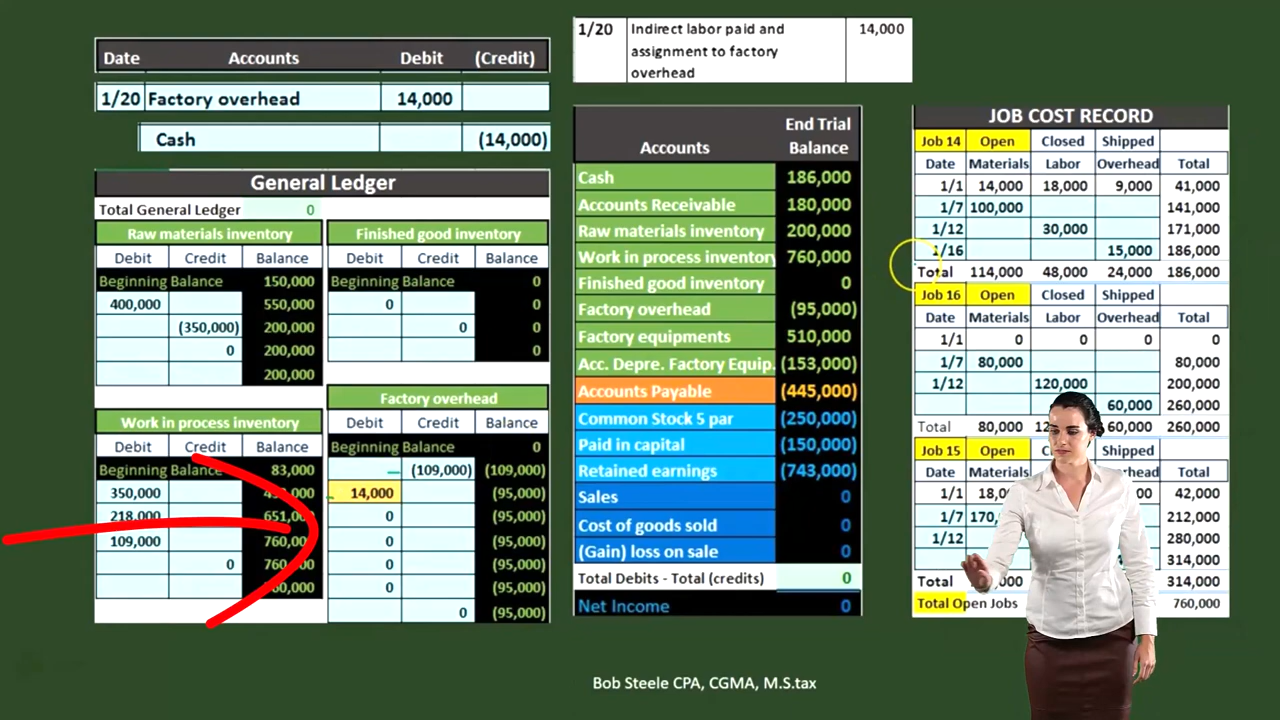 1/20 Indirect labor paid and 14,000
assignment to factory
overhead
Date Accounts Debit (Credit)
1/20 Factory overhead 14,000
Cash (14,000)
General Ledger
Total General Ledger 0
Raw materials inventory
Debit Credit Balance
Beginning Balance 150,000
400,000 550,000
(350,000) 200,000
0 200,000
200,000
Finished good inventory
Debit Credit Balance
Beginning Balance 0
0 0
0 0
0
Work in process inventory
Debit Credit Balance
Beginning Balance 83,000
350,000
218,000 651,000
109,000 760,000
0
Factory overhead
Debit Credit Balance
Beginning Balance 0
(109,000) (109,000)
14,000 (95,000)
0 (95,000)
0 (95,000)
0 (95,000)
0 (95,000)
0 (95,000)
Accounts End Trial Balance
Cash 186,000
Accounts Receivable 180,000
Raw materials inventory 200,000
Work in process inventory 760,000
Finished good inventory 0
Factory overhead (95,000)
Factory equipments 510,000
Acc. Depre. Factory Equip. (153,000)
Accounts Payable (445,000)
Common Stock 5 par (250,000)
Paid in capital (150,000)
Retained earnings (743,000)
Sales 0
Cost of goods sold 0
(Gain) loss on sale 0
Total Debits - Total (credits) 0
Net Income 0
JOB COST RECORD
Job 14 Open Closed Shipped
Date Materials Labor Overhead Total
1/1 14,000 18,000 9,000 41,000
1/7 100,000 141,000
1/12 30,000 171,000
1/16 15,000 186,000
Total 114,000 48,000 24,000 186,000
Job 16 Open Closed Shipped
Date Materials Labor Overhead Total
1/1 0 0 0 0
1/7 80,000 80,000
1/12 120,000 200,000
60,000 260,000
Total 80,000 60,000 260,000
Job 15 Open Shipped
Date Materials Overhead Total
1/1 42,000
1/7 212,000
1/12 280,000
314,000
Total 314,000
Total Open Jobs 760,000
Bob Steele CPA, CGMA, M.S.tax